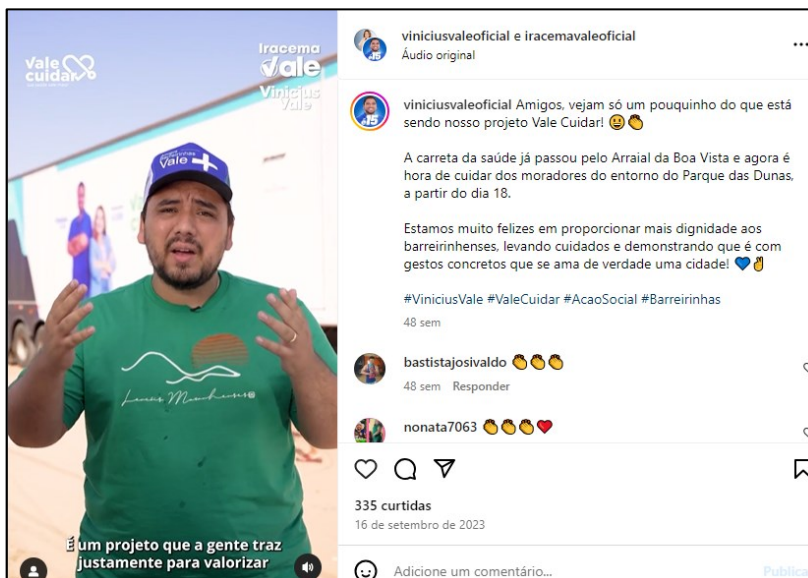 Vale
cuidar
Iracema
Vale
Vinicius
Vale
Vale +
Lençóis Maranhenses
É um projeto que a gente traz
justamente para valorizar
viniciusvaleoficial e iracemavaleoficial
Áudio original
viniciusvaleoficial Amigos, vejam só um pouquinho do que está
sendo nosso projeto Vale Cuidar! 😃👏
A carreta da saúde já passou pelo Arraial da Boa Vista e agora é
hora de cuidar dos moradores do entorno do Parque das Dunas,
a partir do dia 18.
Estamos muito felizes em proporcionar mais dignidade aos
barreirinhenses, levando cuidados e demonstrando que é com
gestos concretos que se ama de verdade uma cidade! 💙✌
#ViniciusVale #ValeCuidar #AcaoSocial #Barreirinhas
48 sem
bastistajosivaldo 👏👏👏
48 sem Responder
nonata7063 👏👏👏❤️
335 curtidas
16 de setembro de 2023
Adicione um comentário...
Publica